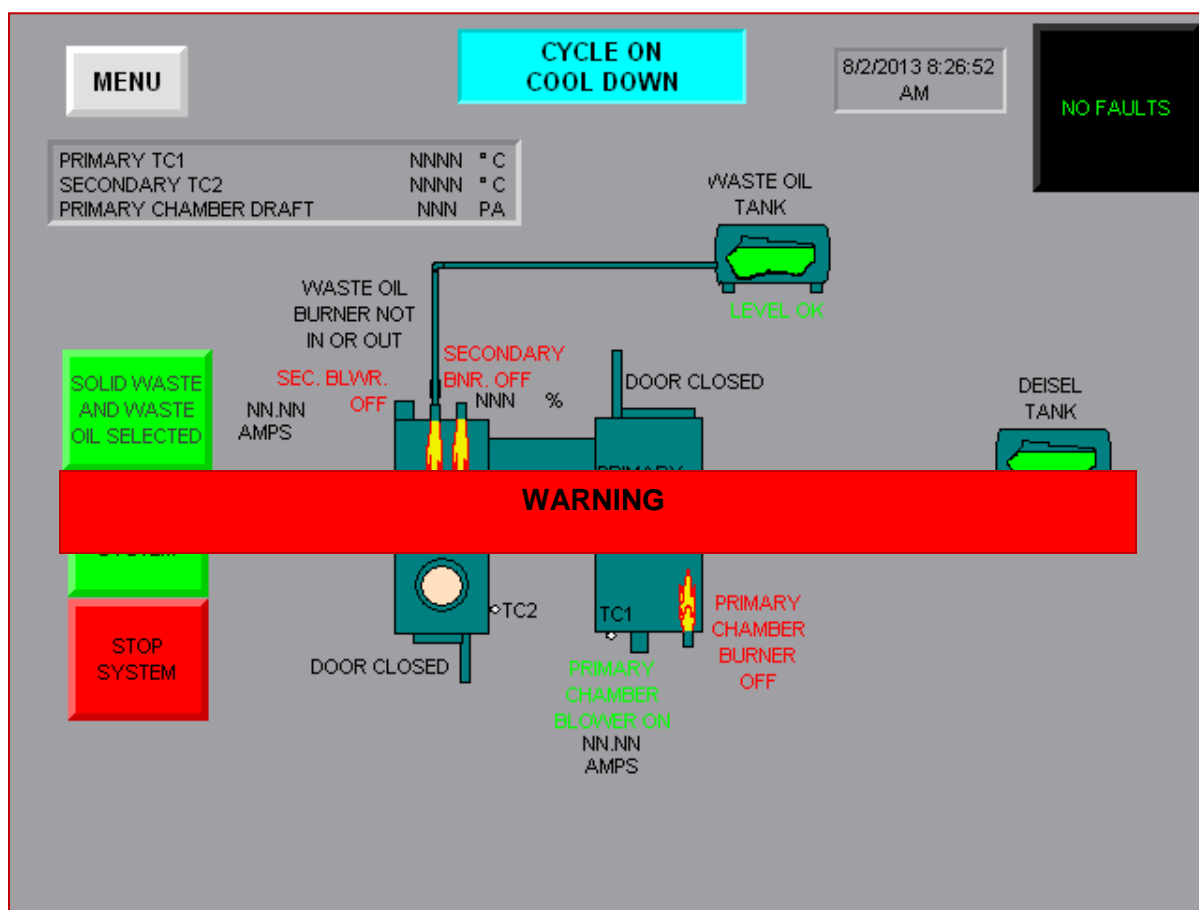 MENU
CYCLE ON
COOL DOWN
8/2/2013 8:26:52
AM
NO FAULTS
PRIMARY TC1 NNNN °C
SECONDARY TC2 NNNN °C
PRIMARY CHAMBER DRAFT NNN PA
WASTE OIL
TANK
LEVEL OK
WASTE OIL
BURNER NOT
IN OR OUT
SECONDARY
BNR. OFF
NNN %
SEC. BLWR.
OFF
NN.NN
AMPS
DOOR CLOSED
DEISEL
TANK
SOLID WASTE
AND WASTE
OIL SELECTED
PRIMARY
WARNING
SYSTEM
STOP
SYSTEM
TC2
DOOR CLOSED
TC1
PRIMARY
CHAMBER
BURNER
OFF
PRIMARY
CHAMBER
BLOWER ON
NN.NN
AMPS